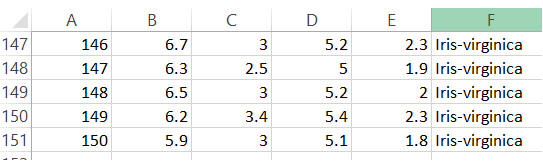 A B C D E F
147 146 6.7 3 5.2 2.3 Iris-virginica
148 147 6.3 2.5 5 1.9 Iris-virginica
149 148 6.5 3 5.2 2 Iris-virginica
150 149 6.2 3.4 5.4 2.3 Iris-virginica
151 150 5.9 3 5.1 1.8 Iris-virginica